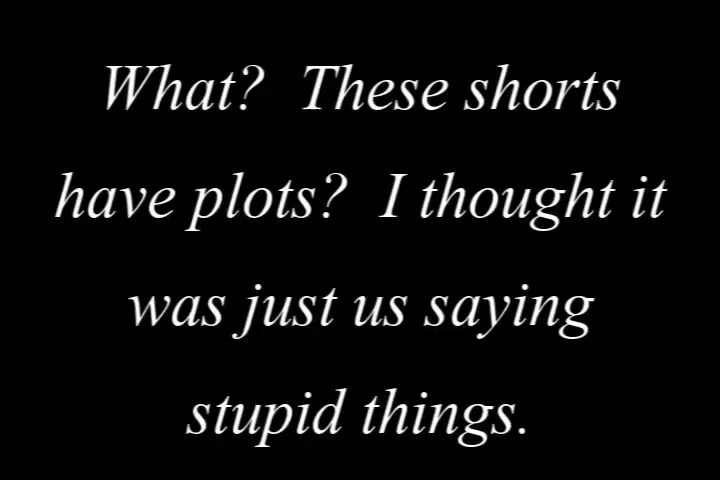 What?  These shorts
have plots?  I thought it
was just us saying
stupid things.